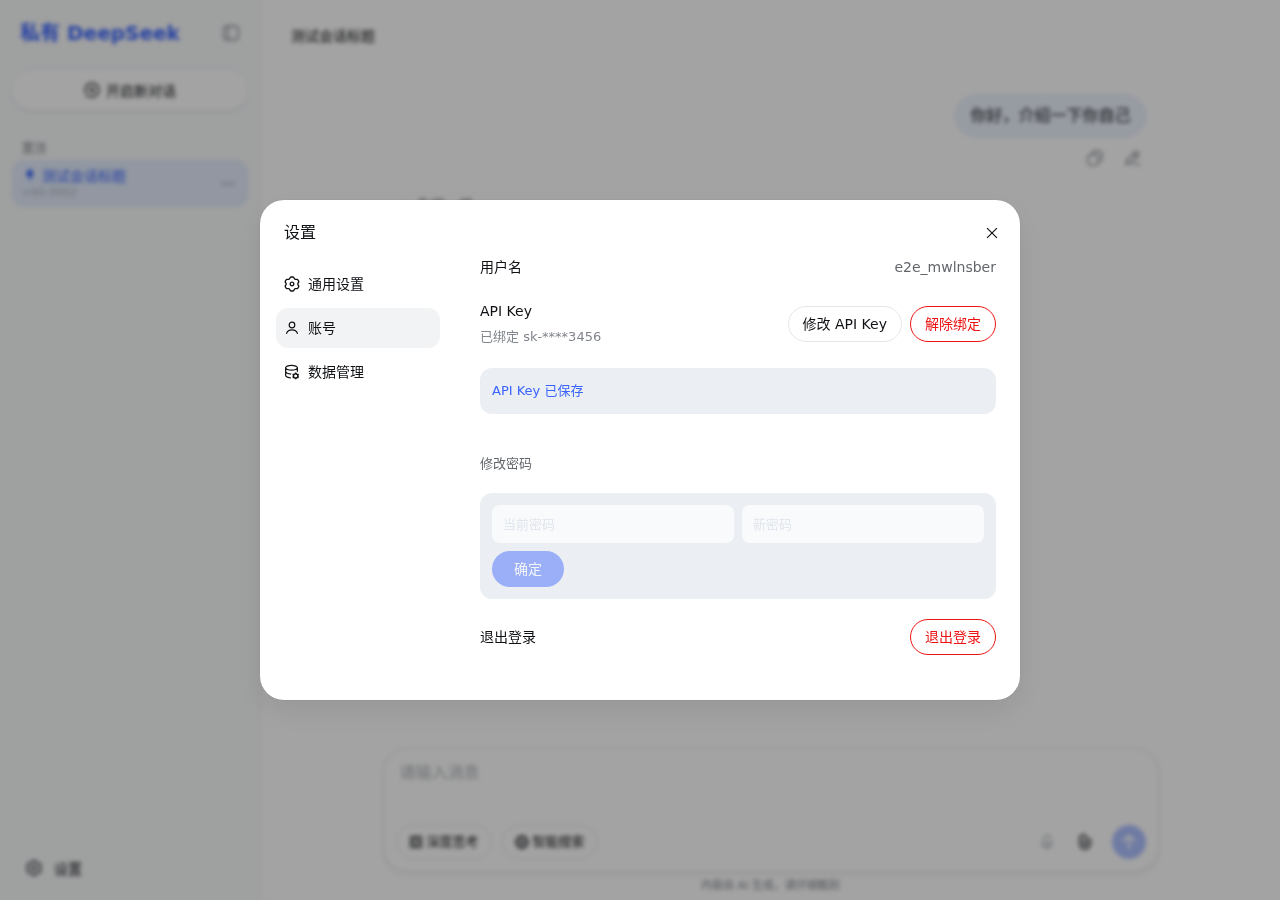 私有 DeepSeek
开启新对话
置顶
测试会话标题
测试会话标题
你好，介绍一下你自己
设置
通用设置
账号
数据管理
用户名
e2e_mwlnsber
API Key
已绑定 sk-****3456
修改 API Key
解除绑定
API Key 已保存
修改密码
当前密码
新密码
确定
退出登录
退出登录
请输入消息
深度思考
智能搜索
设置
内容由 AI 生成，请仔细甄别